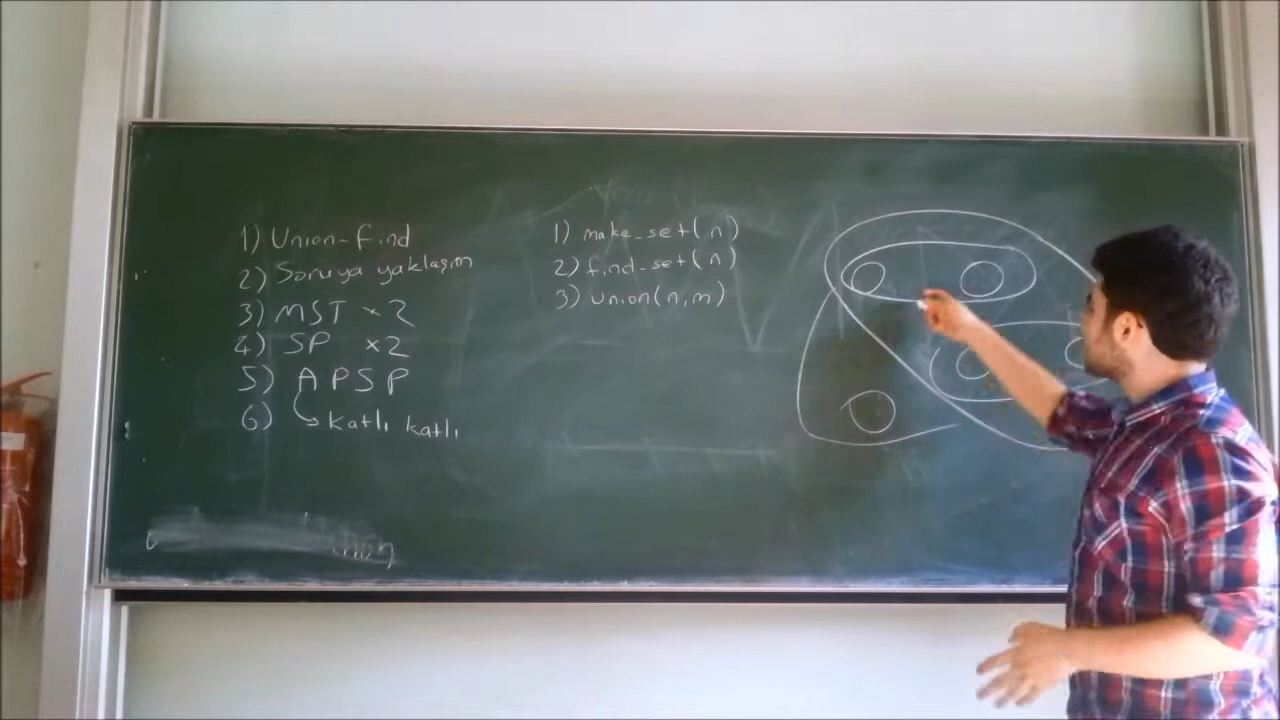 1) Union-find
2) Soruya yaklaşım
3) MST x 2
4) SP x2
5) APSP
6) ↳ katlı katlı
1) make_set(n)
2) find_set(n)
3) union(n,m)